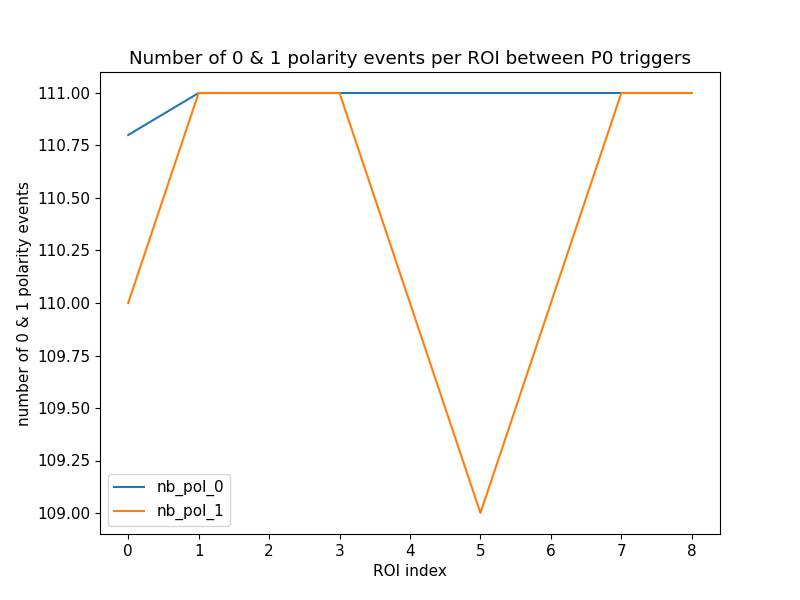 Number of 0 & 1 polarity events per ROI between P0 triggers
number of 0 & 1 polarity events
111.00
110.75
110.50
110.25
110.00
109.75
109.50
109.25
109.00
nb_pol_0
nb_pol_1
0 1 2 3 4 5 6 7 8
ROI index